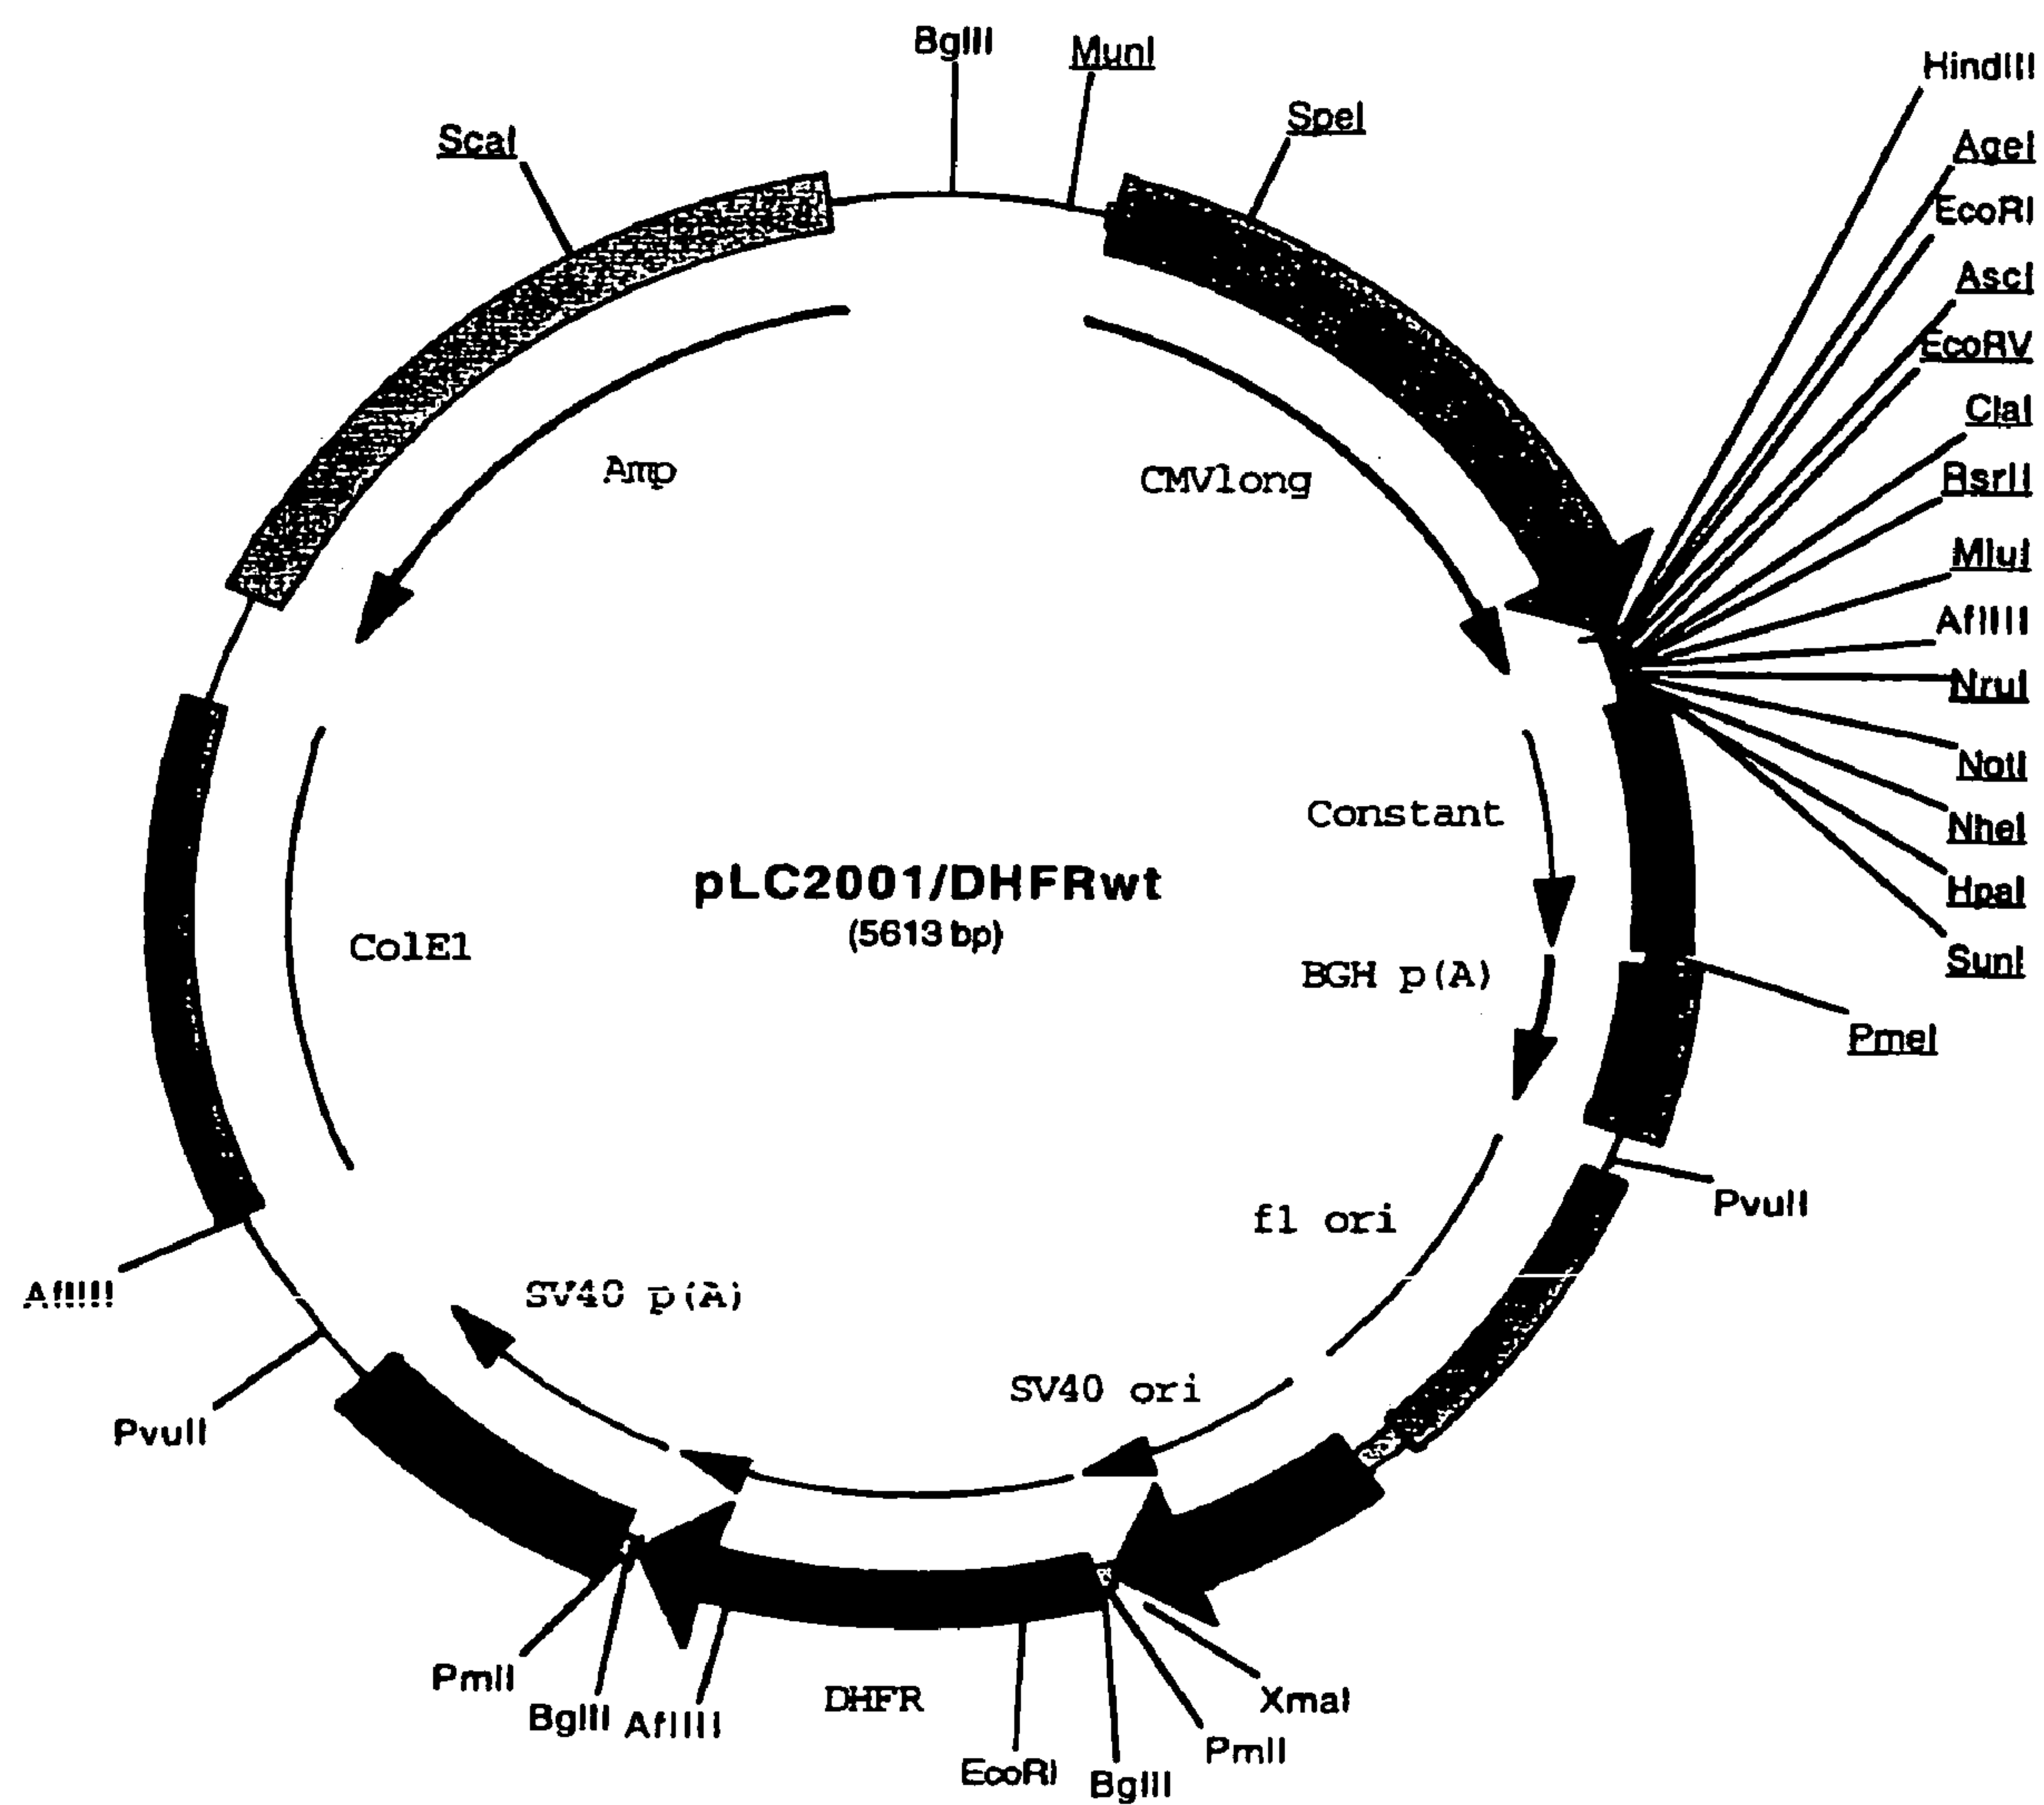 BglII
MunI
HindIII
SpeI
ScaI
AgeI
EcoRI
AscI
EcoRV
ClaI
Amp
CMVlong
RsrII
MluI
AflIII
NruI
NotI
Constant
NheI
pLC2001/DHFRwt
(5613 bp)
HpaI
ColE1
SunI
BGH p(A)
PmeI
PvuII
f1 ori
AflIII
SV40 p(A)
SV40 ori
PvuII
PmlI
BglII
AflIII
DHFR
XmaI
PmlI
EcoRI
BglII